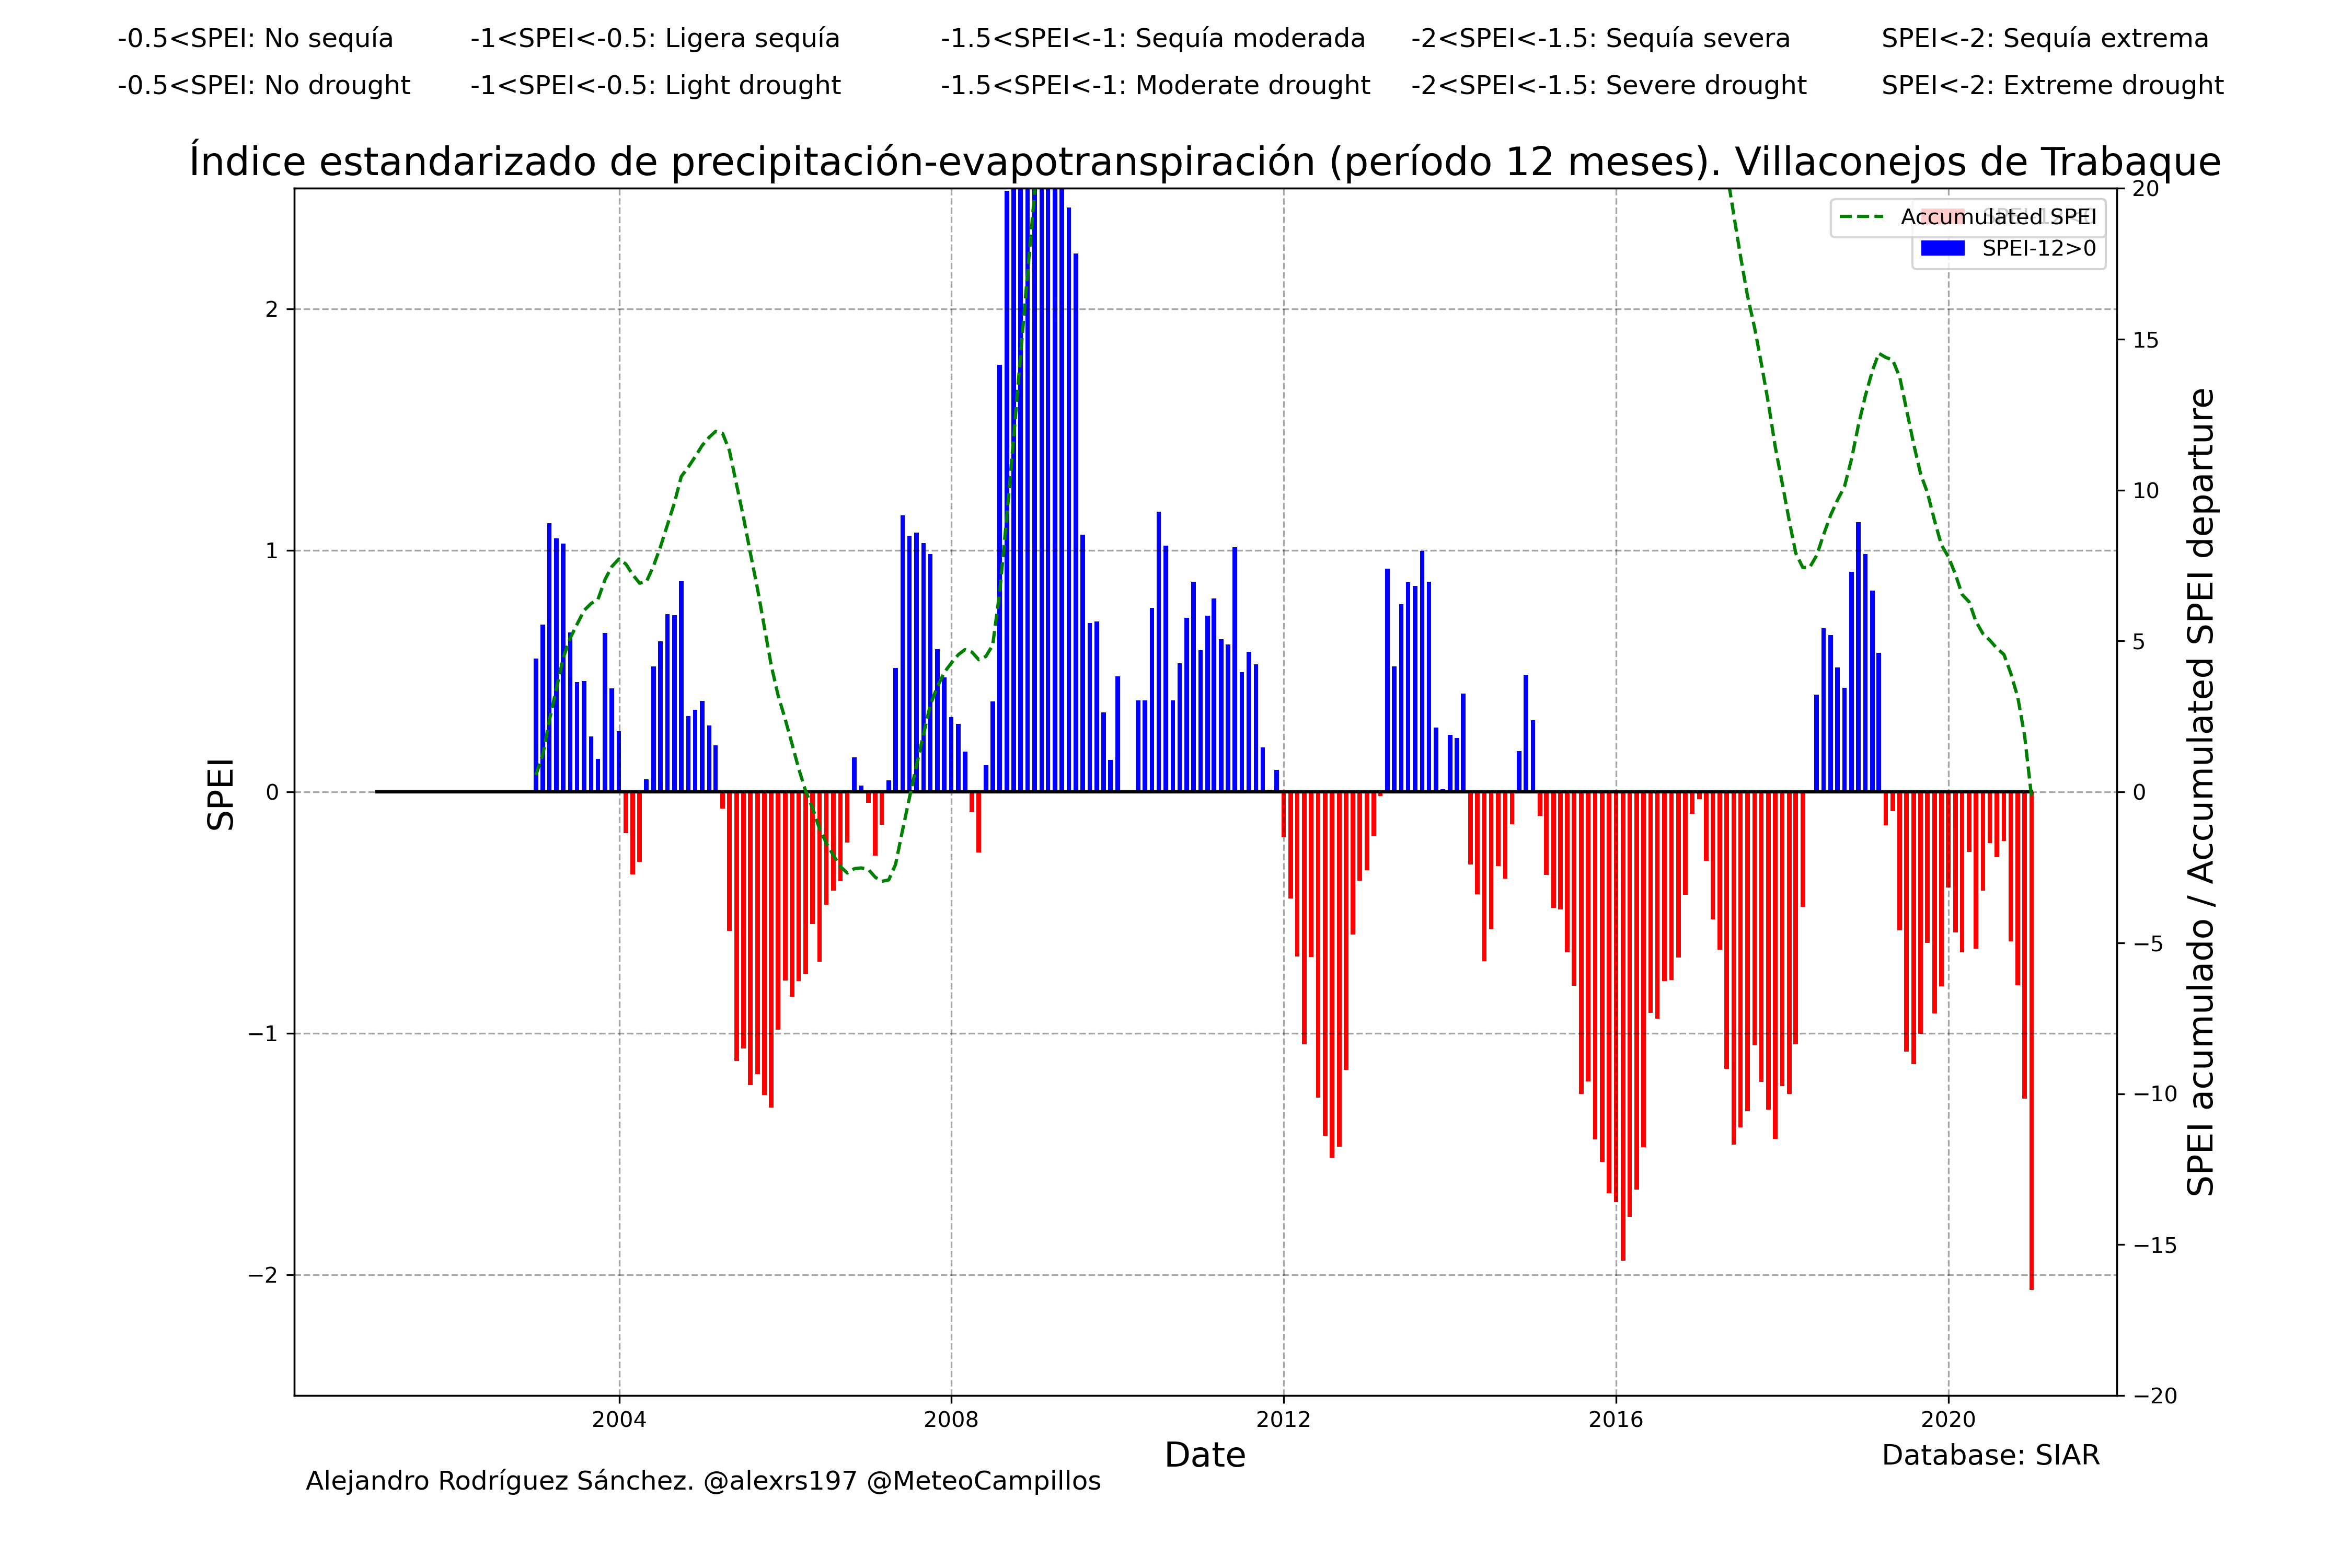 -0.5<SPEI: No sequía -1<SPEI<-0.5: Ligera sequía -1.5<SPEI<-1: Sequía moderada -2<SPEI<-1.5: Sequía severa SPEI<-2: Sequía extrema
-0.5<SPEI: No drought -1<SPEI<-0.5: Light drought -1.5<SPEI<-1: Moderate drought -2<SPEI<-1.5: Severe drought SPEI<-2: Extreme drought
Índice estandarizado de precipitación-evapotranspiración (período 12 meses). Villaconejos de Trabaque
Accumulated SPEI
SPEI-12>0
SPEI
2
1
0
−1
−2
20
15
10
5
0
−5
−10
−15
−20
SPEI acumulado / Accumulated SPEI departure
2004 2008 2012 2016 2020
Date
Database: SIAR
Alejandro Rodríguez Sánchez. @alexrs197 @MeteoCampillos